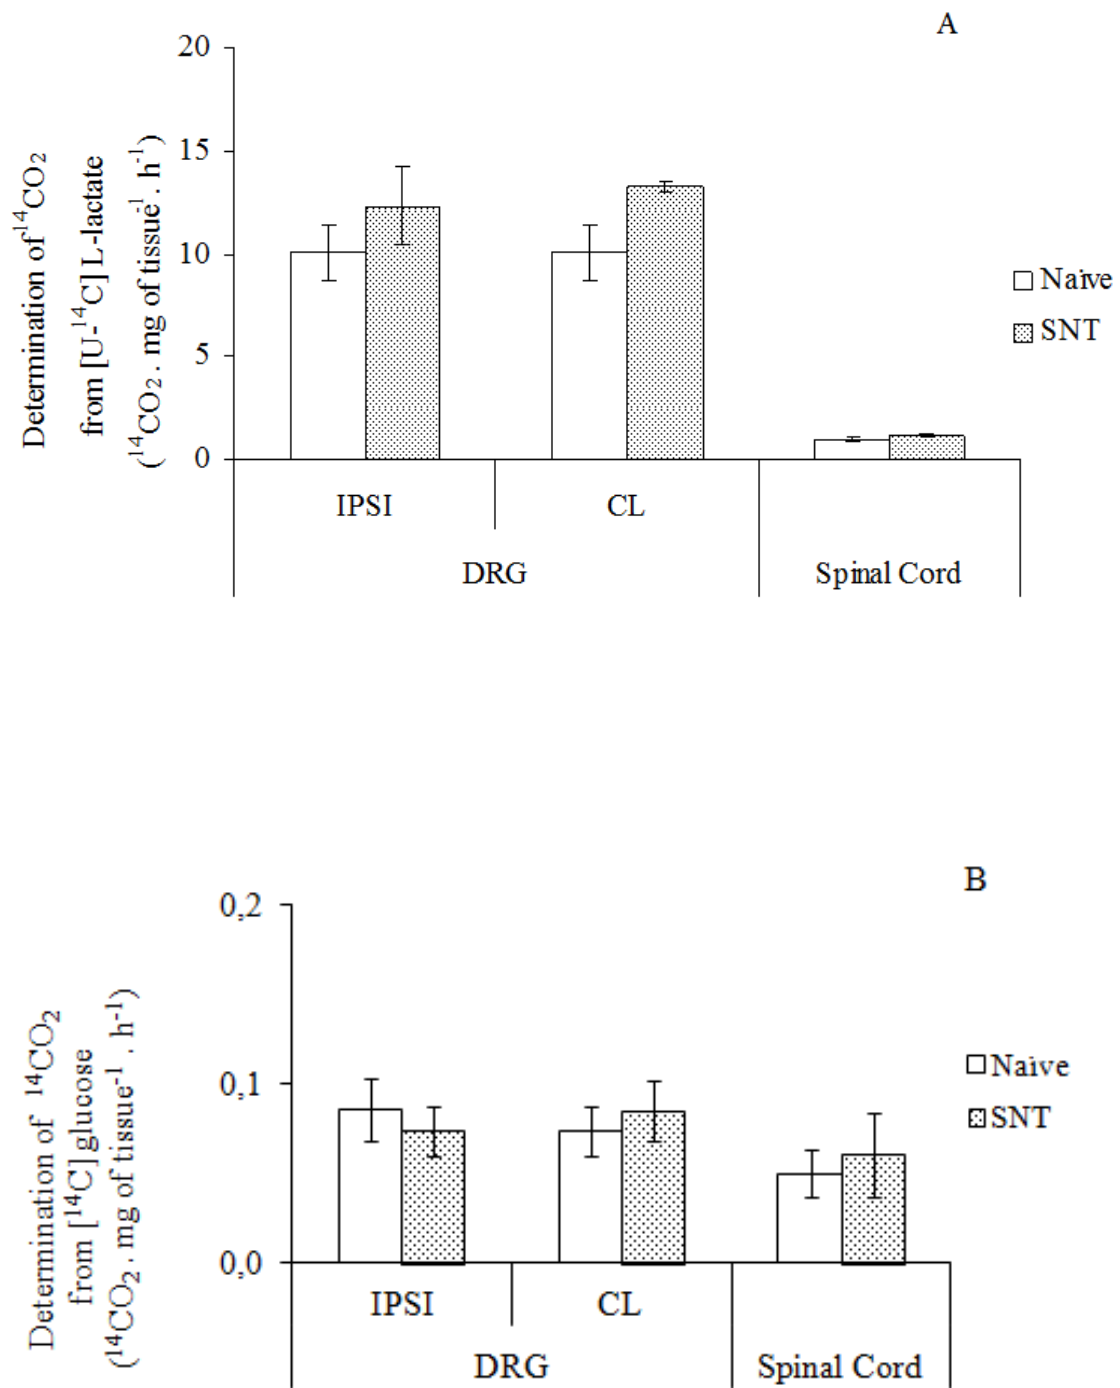 A
20
15
10
5
0
Determination of ¹⁴CO₂
from [U-¹⁴C] L-lactate
(¹⁴CO₂. mg of tissue⁻¹. h⁻¹)
Naive
SNT
IPSI
CL
DRG
Spinal Cord
B
0,2
0,1
0,0
Determination of ¹⁴CO₂
from [¹⁴C] glucose
(¹⁴CO₂. mg of tissue⁻¹. h⁻¹)
Naive
SNT
IPSI
CL
DRG
Spinal Cord